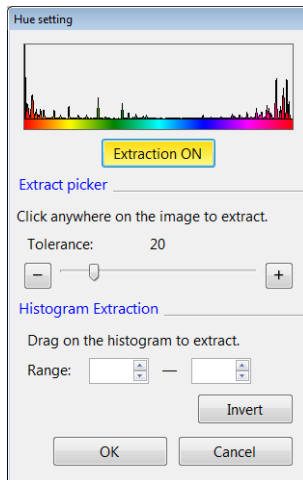 Hue setting
Extraction ON
Extract picker
Click anywhere on the image to extract.
Tolerance: 20
− +
Histogram Extraction
Drag on the histogram to extract.
Range: —
Invert
OK Cancel